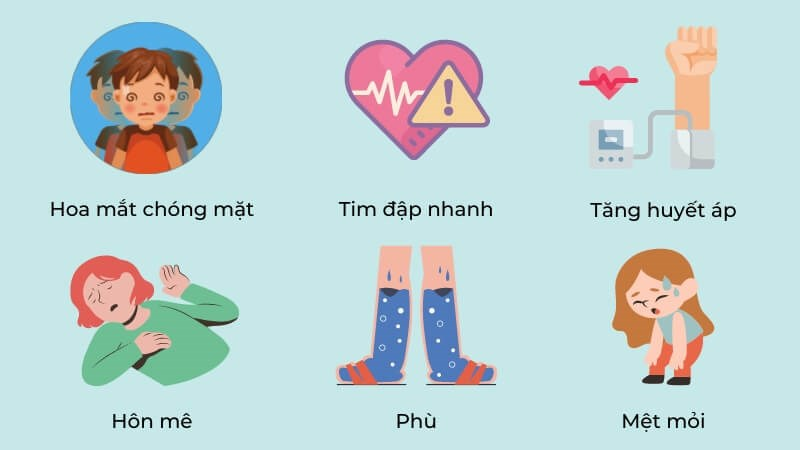 Hoa mắt chóng mặt
Tim đập nhanh
Tăng huyết áp
Hôn mê
Phù
Mệt mỏi